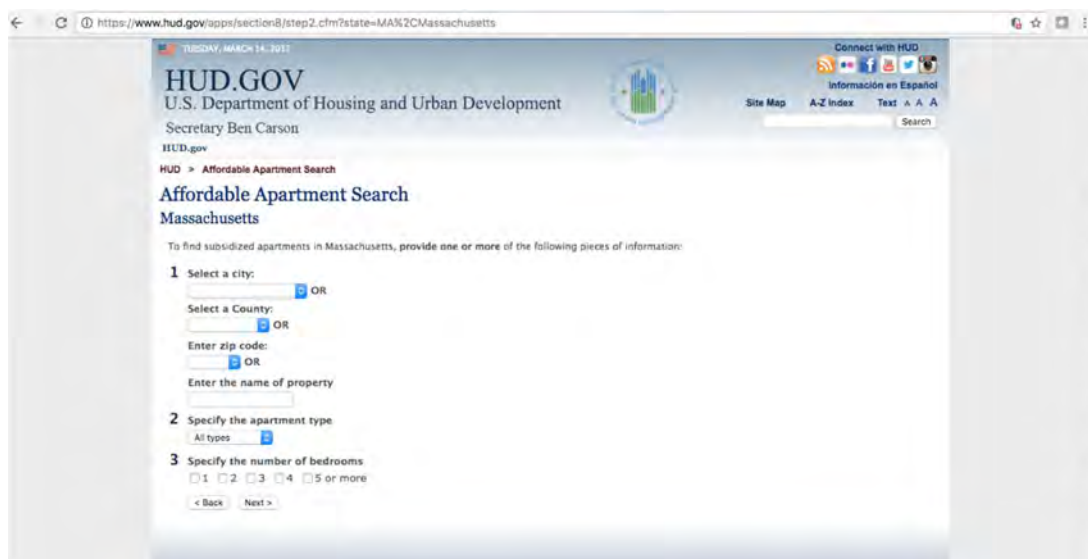 https://www.hud.gov/apps/section8/step2.cfm?state=MA%2CMassachusetts
TUESDAY, MARCH 14, 2017
Connect with HUD
HUD.GOV
U.S. Department of Housing and Urban Development
Información en Español
Site Map A-Z Index Text A A A
Secretary Ben Carson
Search
HUD.gov
HUD > Affordable Apartment Search
Affordable Apartment Search
Massachusetts
To find subsidized apartments in Massachusetts, provide one or more of the following pieces of information:
1 Select a city:
OR
Select a County:
OR
Enter zip code:
OR
Enter the name of property
2 Specify the apartment type
All types
3 Specify the number of bedrooms
1 2 3 4 5 or more
< Back Next >